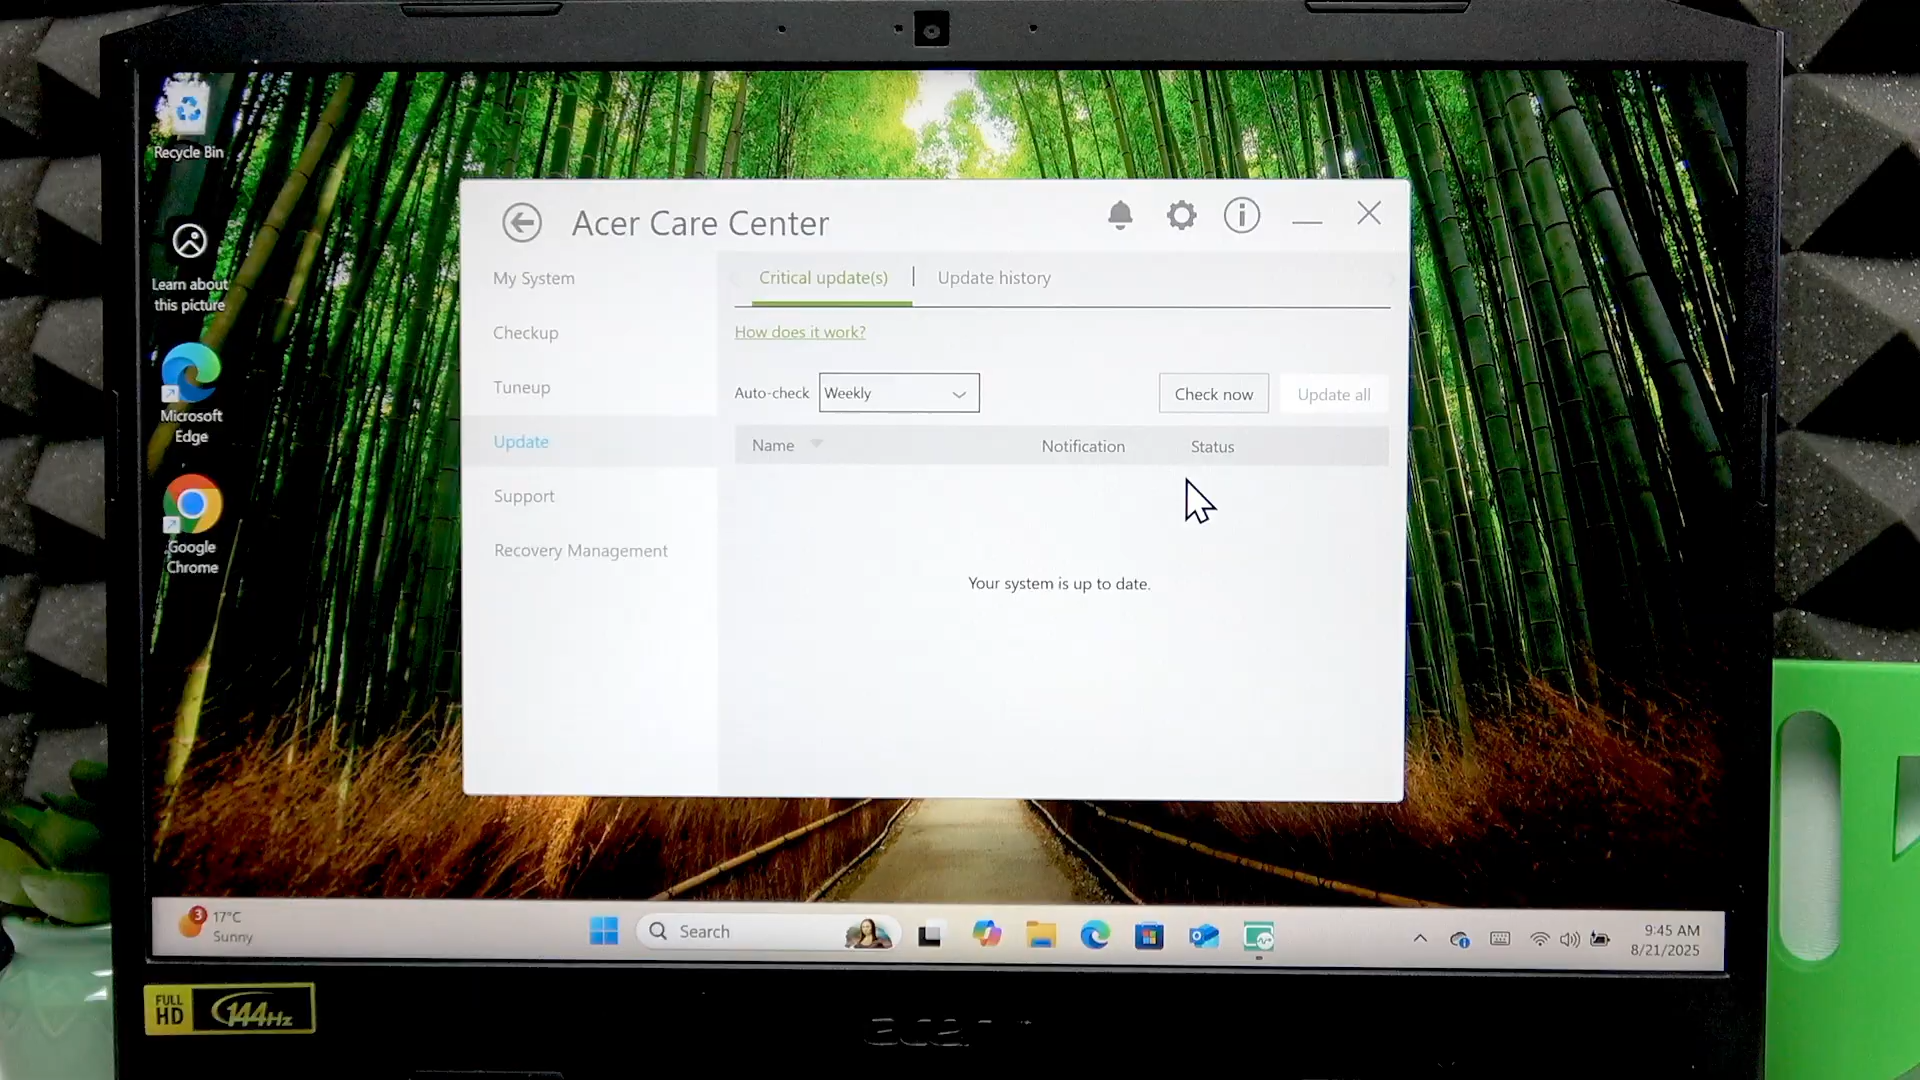 Recycle Bin
Learn about
this picture
Microsoft
Edge
Google
Chrome
Acer Care Center
My System
Checkup
Tuneup
Update
Support
Recovery Management
Critical update(s)
Update history
How does it work?
Auto-check
Weekly
Check now
Update all
Name
Notification
Status
Your system is up to date.
3
17°C
Sunny
Search
9:45 AM
8/21/2025
FULL
HD
144Hz
acer